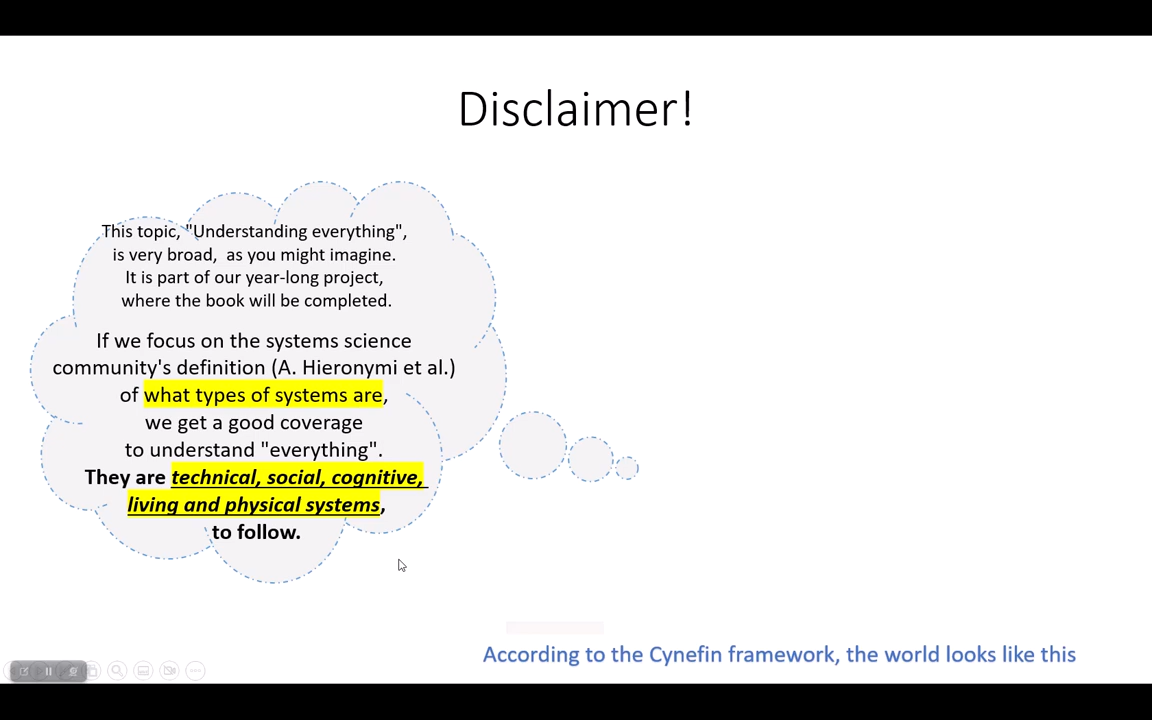 Disclaimer!
This topic, "Understanding everything",
is very broad, as you might imagine.
It is part of our year-long project,
where the book will be completed.
If we focus on the systems science
community's definition (A. Hieronymi et al.)
of what types of systems are,
we get a good coverage
to understand "everything".
They are technical, social, cognitive,
living and physical systems,
to follow.
According to the Cynefin framework, the world looks like this